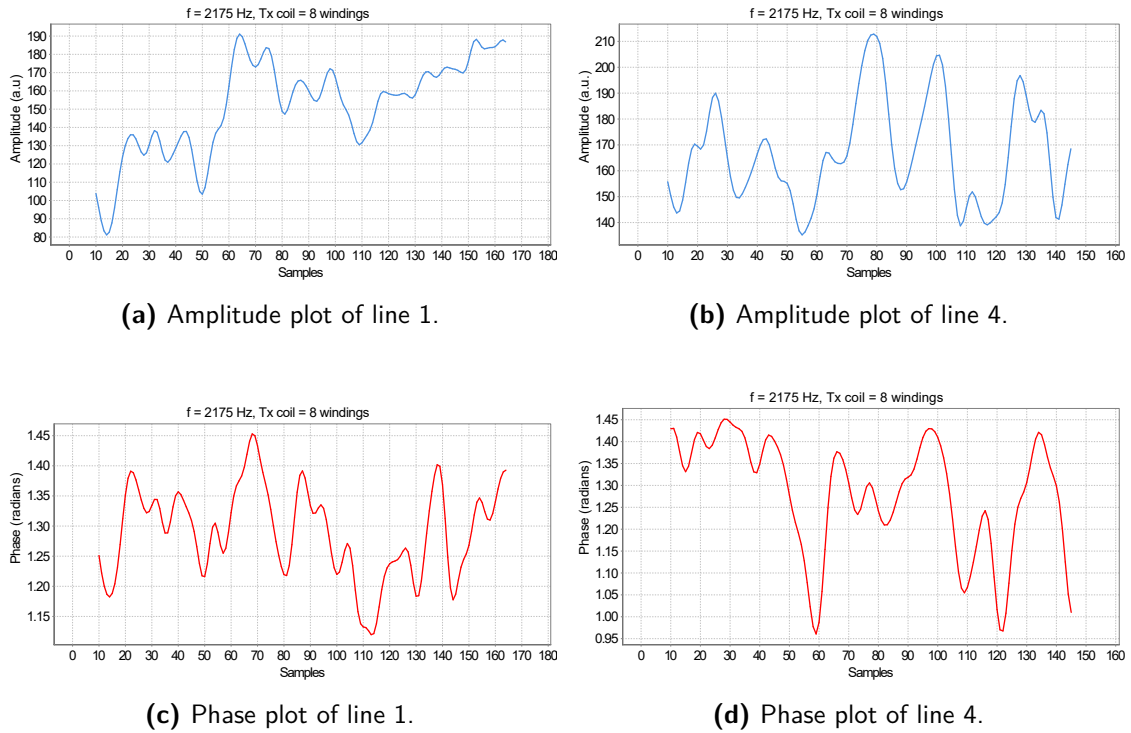 f = 2175 Hz, Tx coil = 8 windings
190
180
170
160
150
140
130
120
110
100
90
80
Amplitude (a.u)
0 10 20 30 40 50 60 70 80 90 100 110 120 130 140 150 160 170 180
Samples
(a) Amplitude plot of line 1.
f = 2175 Hz, Tx coil = 8 windings
210
200
190
180
170
160
150
140
Amplitude (a.u.)
0 10 20 30 40 50 60 70 80 90 100 110 120 130 140 150 160
Samples
(b) Amplitude plot of line 4.
f = 2175 Hz, Tx coil = 8 windings
1.45
1.40
1.35
1.30
1.25
1.20
1.15
Phase (radians)
0 10 20 30 40 50 60 70 80 90 100 110 120 130 140 150 160 170 180
Samples
(c) Phase plot of line 1.
f = 2175 Hz, Tx coil = 8 windings
1.45
1.40
1.35
1.30
1.25
1.20
1.15
1.10
1.05
1.00
0.95
Phase (radians)
0 10 20 30 40 50 60 70 80 90 100 110 120 130 140 150 160
Samples
(d) Phase plot of line 4.